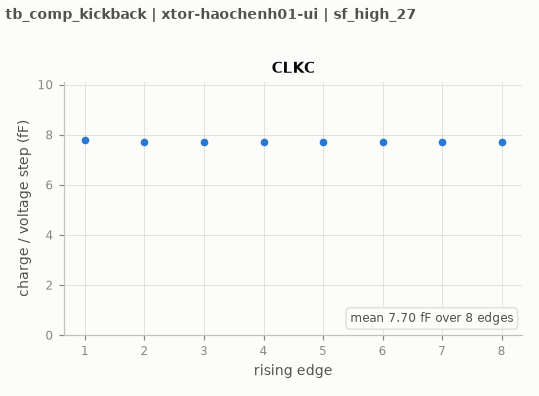 tb_comp_kickback | xtor-haochenh01-ui | sf_high_27
CLKC
charge / voltage step (fF)
10
8
6
4
2
0
mean 7.70 fF over 8 edges
1 2 3 4 5 6 7 8
rising edge